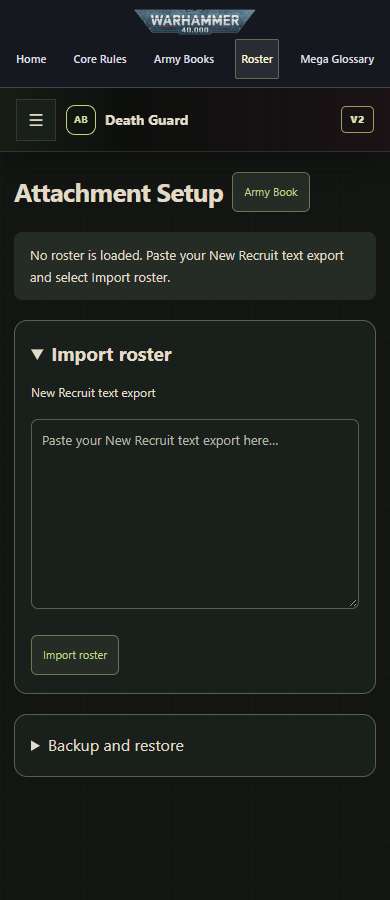 WARHAMMER
40,000
Home Core Rules Army Books Roster Mega Glossary
☰ AB Death Guard V2
Attachment Setup Army Book
No roster is loaded. Paste your New Recruit text export
and select Import roster.
▼ Import roster
New Recruit text export
Paste your New Recruit text export here...
Import roster
▶ Backup and restore